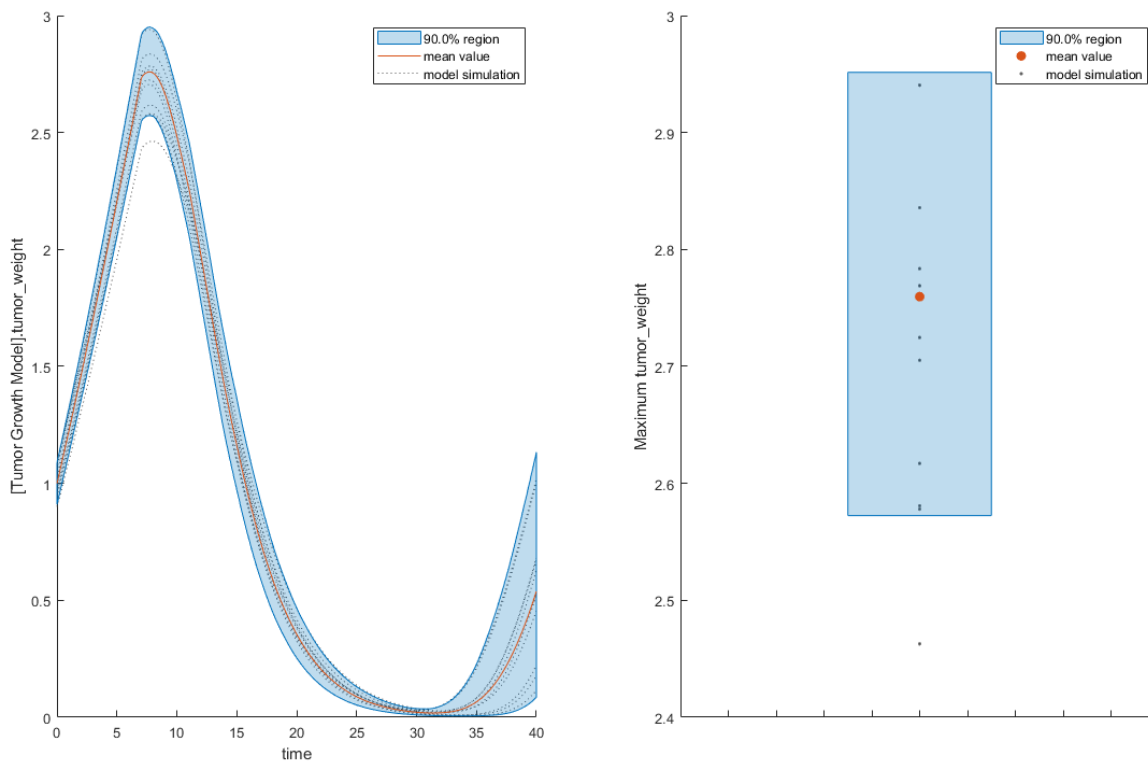 [Tumor Growth Model].tumor_weight
3
2.5
2
1.5
1
0.5
0
0 5 10 15 20 25 30 35 40
time
90.0% region
mean value
model simulation
Maximum tumor_weight
3
2.9
2.8
2.7
2.6
2.5
2.4
90.0% region
mean value
model simulation